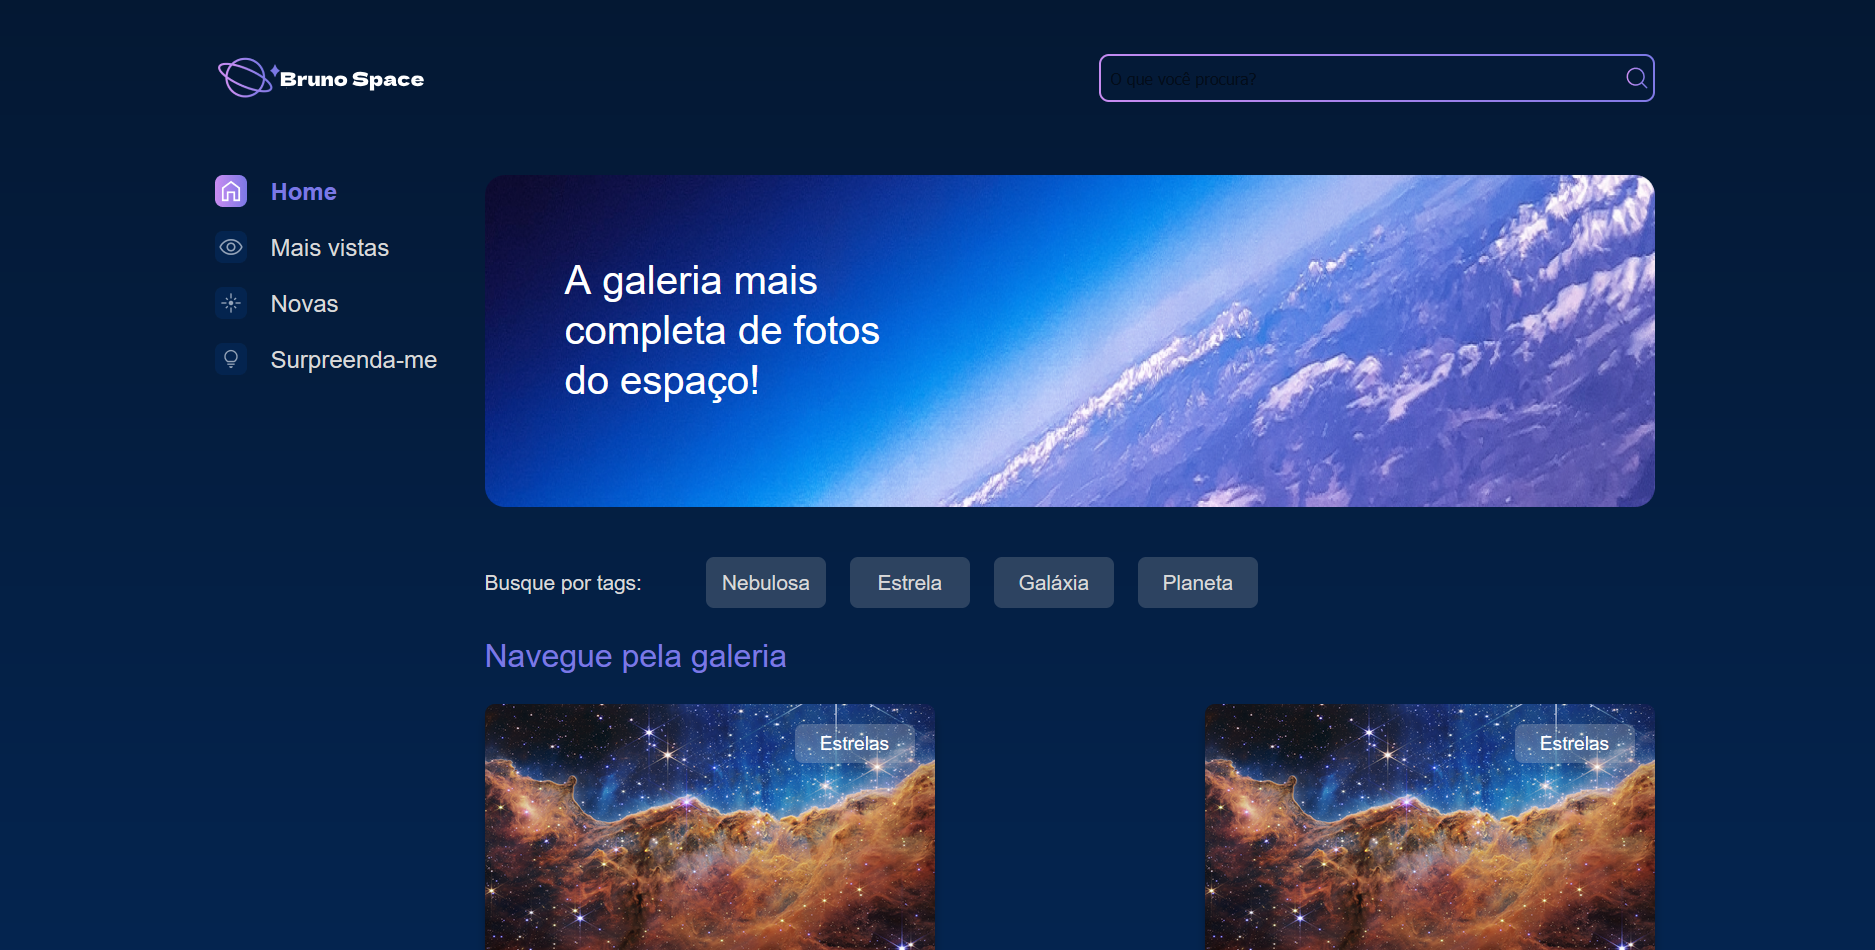 Bruno Space
O que você procura?
Home
Mais vistas
Novas
Surpreenda-me
A galeria mais
completa de fotos
do espaço!
Busque por tags:
Nebulosa
Estrela
Galáxia
Planeta
Navegue pela galeria
Estrelas
Estrelas